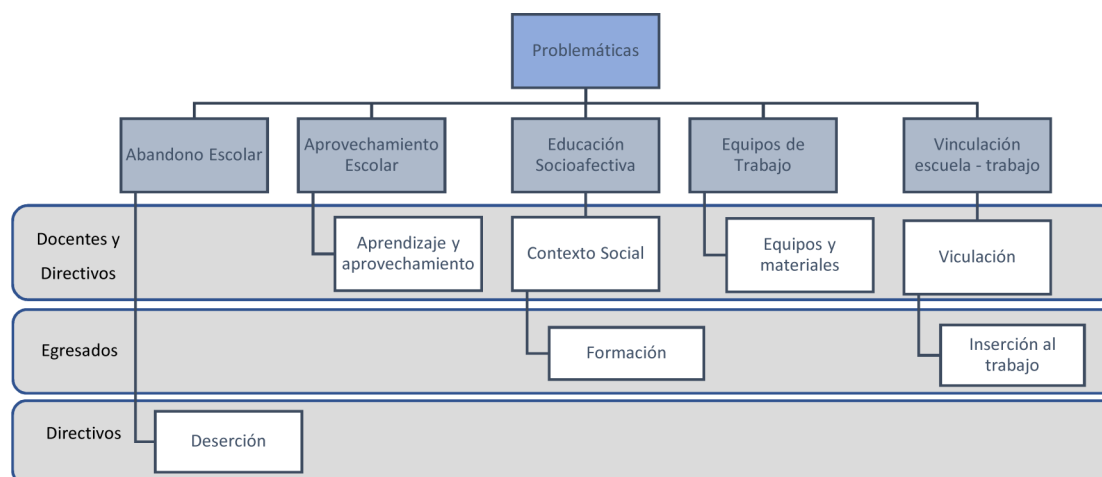 Problemáticas
Abandono Escolar
Aprovechamiento
Escolar
Educación
Socioafectiva
Equipos de
Trabajo
Vinculación
escuela - trabajo
Docentes y
Directivos
Aprendizaje y
aprovechamiento
Contexto Social
Equipos y
materiales
Viculación
Egresados
Formación
Inserción al
trabajo
Directivos
Deserción